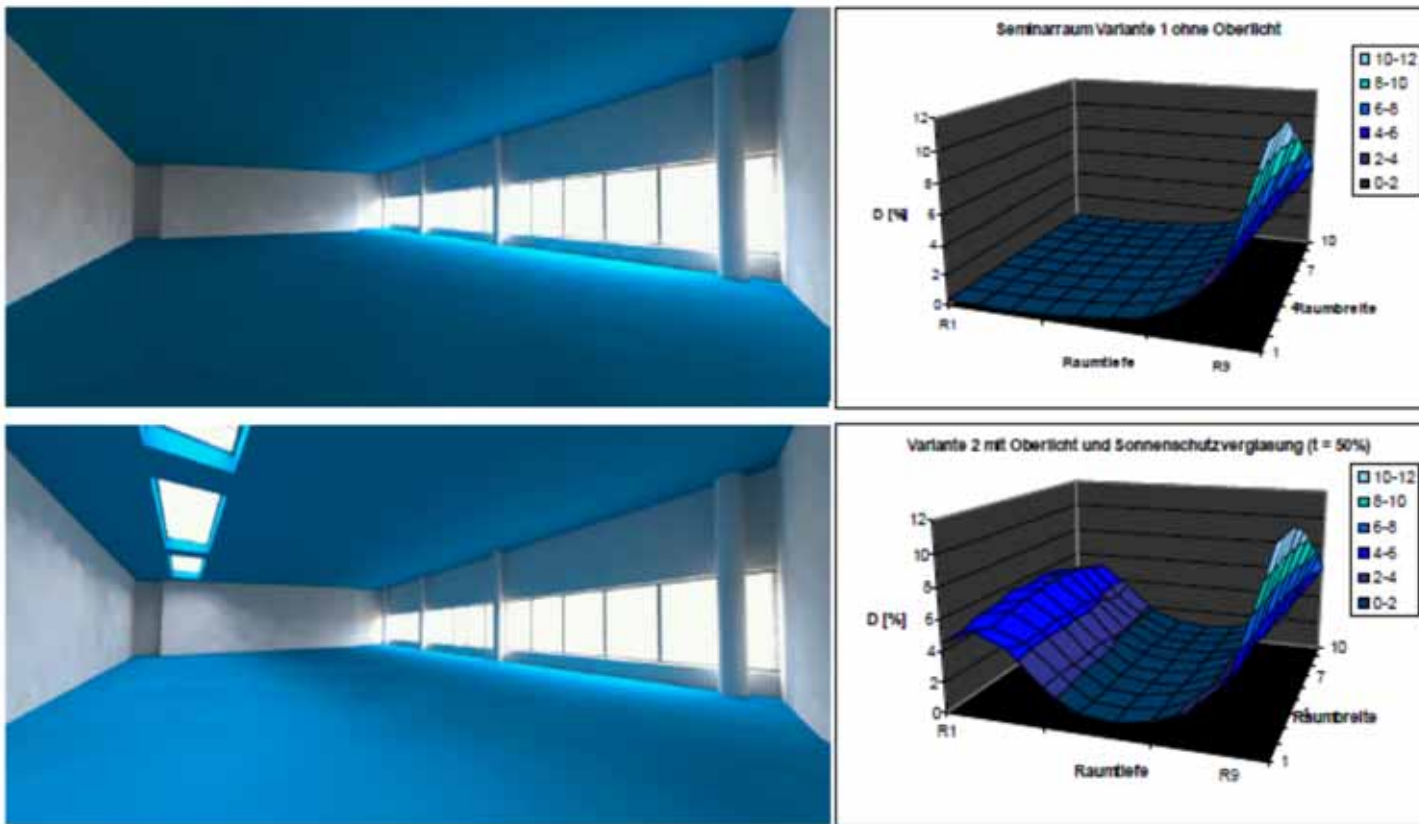 Seminarraum Variante 1 ohne Oberlicht
10-12
8-10
6-8
4-6
2-4
0-2
12
10
8
6
4
2
0
D [%]
R1
Raumtiefe
R9
1
4
7
10
Raumbreite
Variante 2 mit Oberlicht und Sonnenschutzverglasung (t = 50%)
10-12
8-10
6-8
4-6
2-4
0-2
12
10
8
6
4
2
0
D [%]
R1
Raumtiefe
R9
1
7
10
Raumbreite